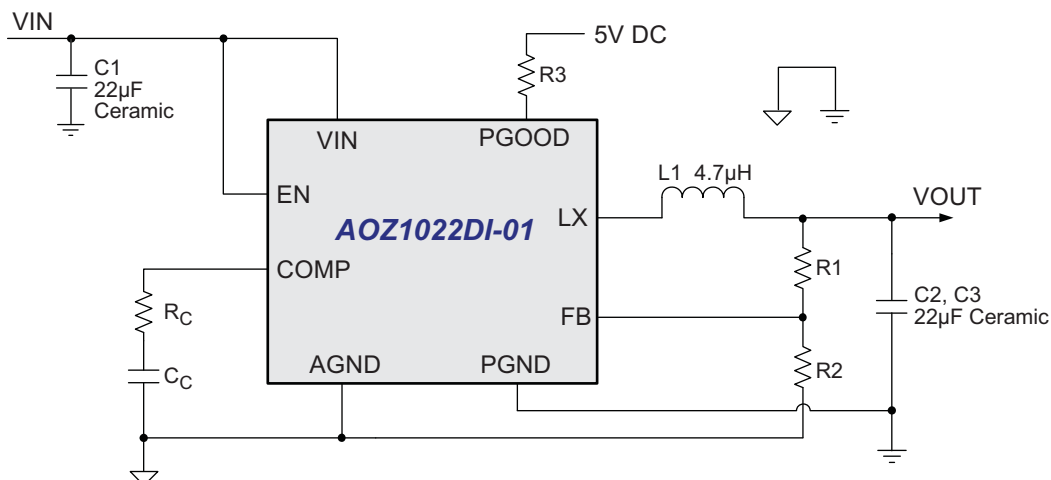 VIN
5V DC
C1
22µF
Ceramic
R3
VIN
PGOOD
L1 4.7µH
EN
VOUT
LX
AOZ1022DI-01
COMP
R1
C2, C3
22µF Ceramic
RC
FB
AGND
PGND
R2
CC